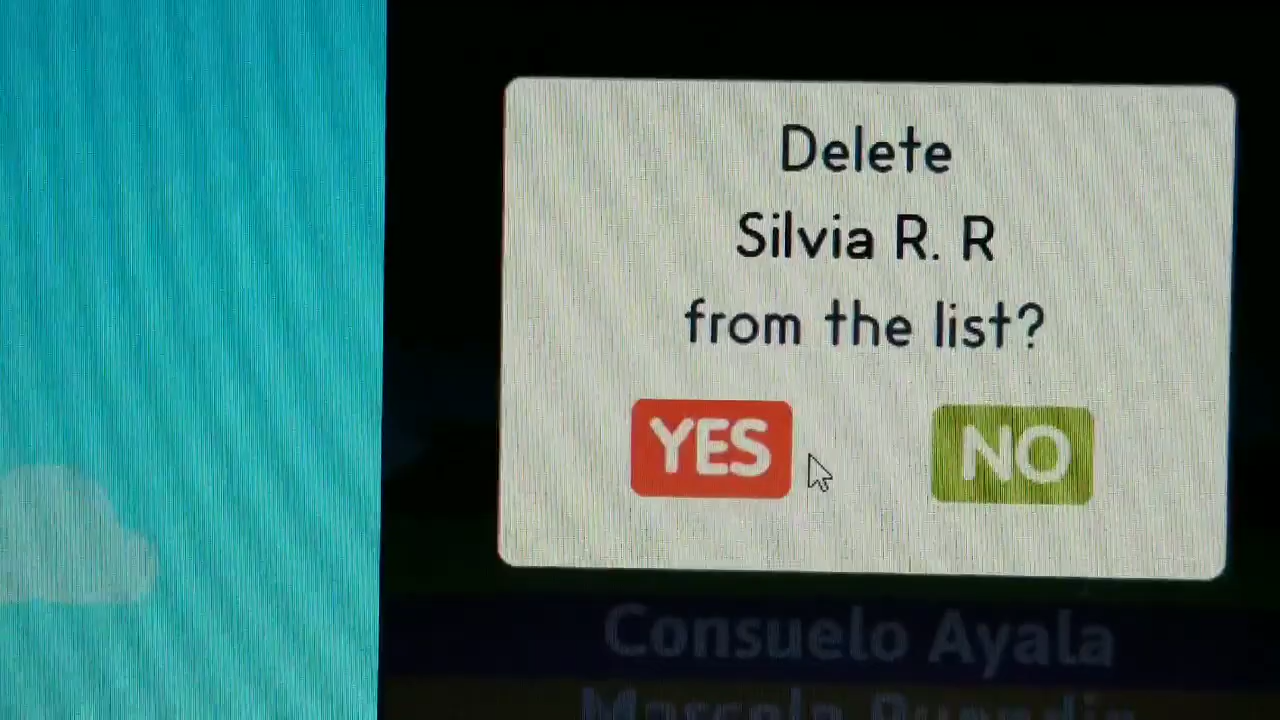 Delete
Silvia R. R
from the list?
YES
NO
Consuelo Ayala